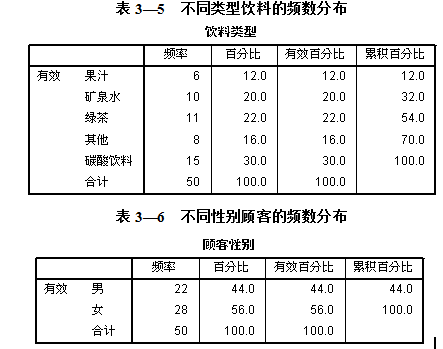 表 3—5 不同类型饮料的频数分布
饮料类型
频率 百分比 有效百分比 累积百分比
有效 果汁 6 12.0 12.0 12.0
矿泉水 10 20.0 20.0 32.0
绿茶 11 22.0 22.0 54.0
其他 8 16.0 16.0 70.0
碳酸饮料 15 30.0 30.0 100.0
合计 50 100.0 100.0
表 3—6 不同性别顾客的频数分布
顾客性别
频率 百分比 有效百分比 累积百分比
有效 男 22 44.0 44.0 44.0
女 28 56.0 56.0 100.0
合计 50 100.0 100.0